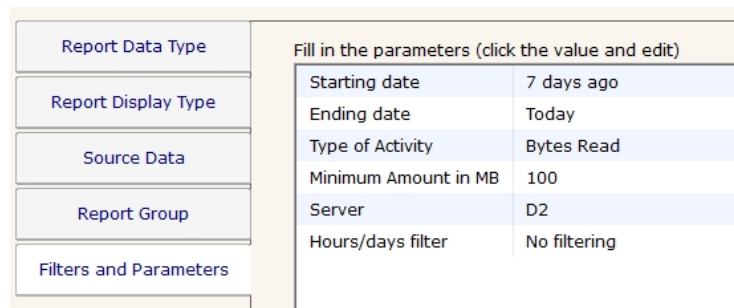 Report Data Type
Report Display Type
Source Data
Report Group
Filters and Parameters
Fill in the parameters (click the value and edit)
Starting date 7 days ago
Ending date Today
Type of Activity Bytes Read
Minimum Amount in MB 100
Server D2
Hours/days filter No filtering